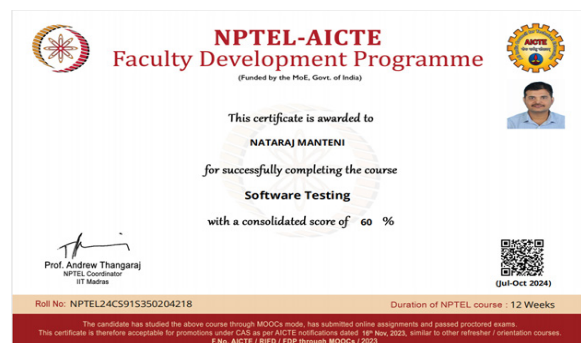 NPTEL-AICTE
AICTE
Faculty Development Programme
(Funded by the MoE, Govt. of India)
This certificate is awarded to
NATARAJ MANTENI
for successfully completing the course
Software Testing
with a consolidated score of 60 %
Prof. Andrew Thangaraj
NPTEL Coordinator
IIT Madras
(Jul-Oct 2024)
Roll No: NPTEL24CS91S350204218
Duration of NPTEL course : 12 Weeks
The candidate has studied the above course through MOOCs mode, has submitted online assignments and passed proctored exams.
This certificate is therefore acceptable for promotions under CAS as per AICTE notifications dated 16th Nov, 2023, similar to other refresher / orientation courses.
F.No. AICTE / RIFD / FDP through MOOCs / 2023